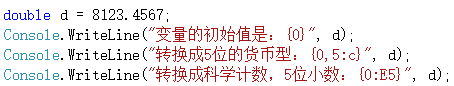 double d = 8123.4567;
Console.WriteLine("变量的初始值是：{0}", d);
Console.WriteLine("转换成5位的货币型：{0,5:c}", d);
Console.WriteLine("转换成科学计数，5位小数：{0:E5}", d);